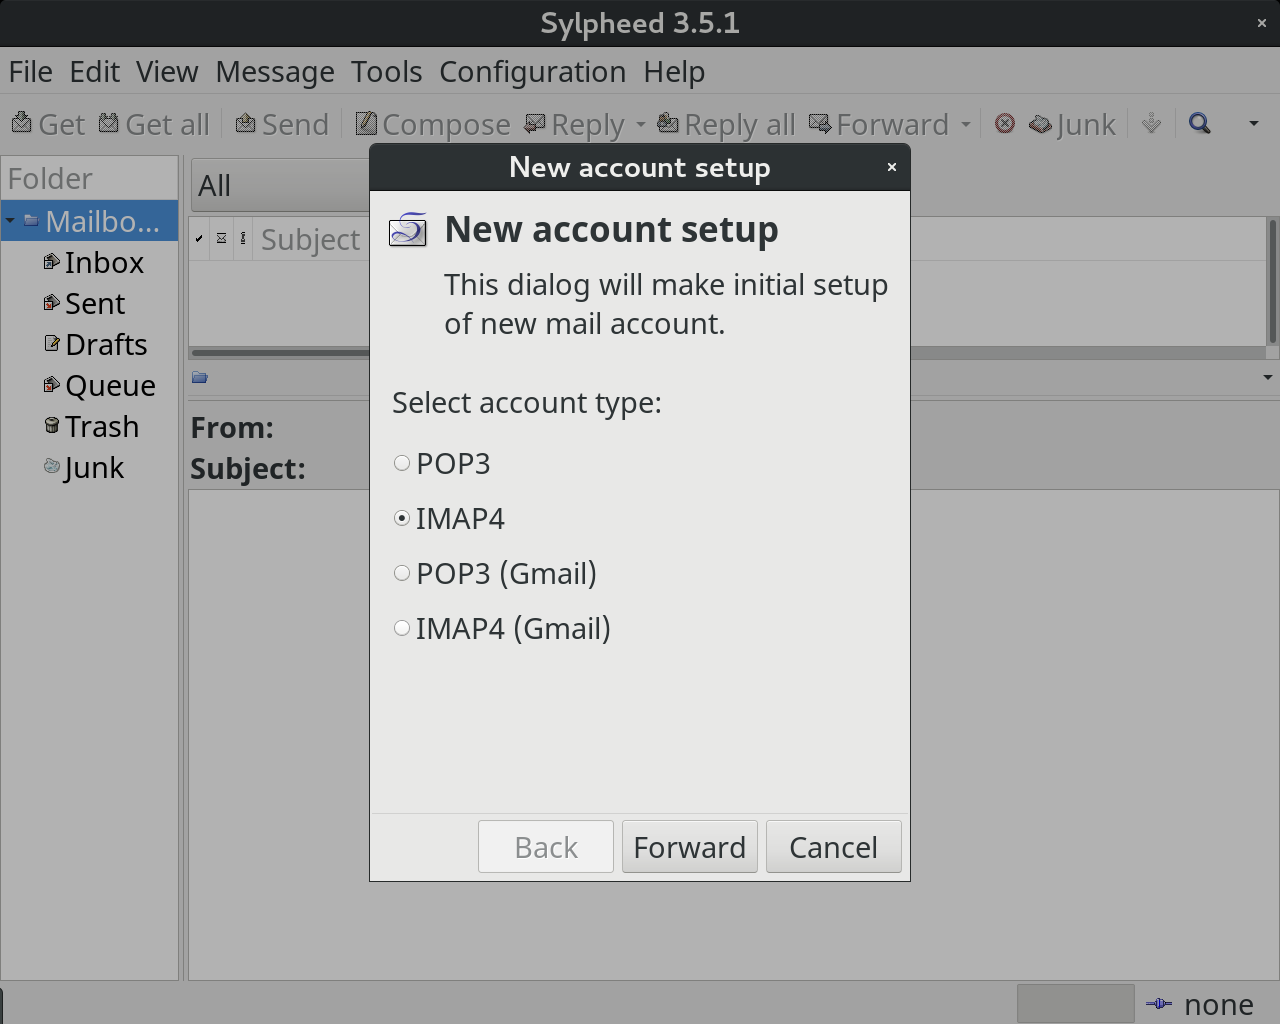 Sylpheed 3.5.1
File Edit View Message Tools Configuration Help
Get Get all Send Compose Reply Reply all Forward Junk
Folder
Mailbo...
Inbox
Sent
Drafts
Queue
Trash
Junk
All
Subject
From:
Subject:
New account setup
New account setup
This dialog will make initial setup
of new mail account.
Select account type:
POP3
IMAP4
POP3 (Gmail)
IMAP4 (Gmail)
Back Forward Cancel
none